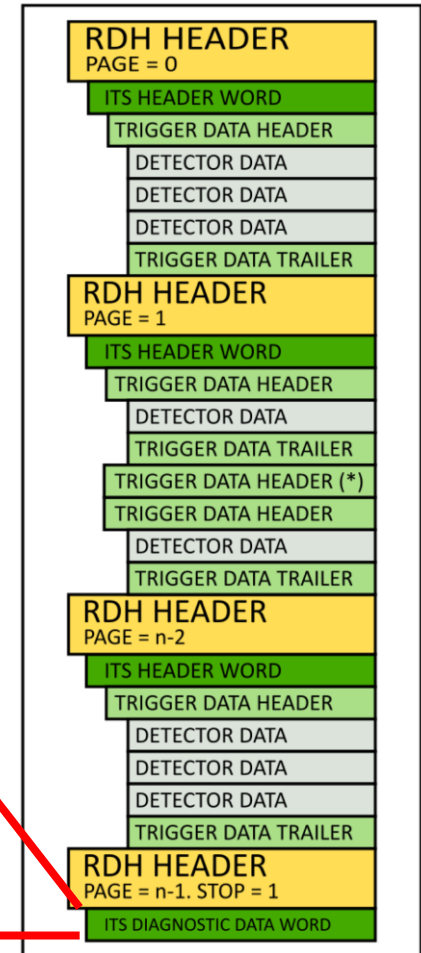 RDH HEADER
PAGE = 0
ITS HEADER WORD
TRIGGER DATA HEADER
DETECTOR DATA
DETECTOR DATA
DETECTOR DATA
TRIGGER DATA TRAILER
RDH HEADER
PAGE = 1
ITS HEADER WORD
TRIGGER DATA HEADER
DETECTOR DATA
TRIGGER DATA TRAILER
TRIGGER DATA HEADER (*)
TRIGGER DATA HEADER
DETECTOR DATA
TRIGGER DATA TRAILER
RDH HEADER
PAGE = n-2
ITS HEADER WORD
TRIGGER DATA HEADER
DETECTOR DATA
DETECTOR DATA
DETECTOR DATA
TRIGGER DATA TRAILER
RDH HEADER
PAGE = n-1. STOP = 1
ITS DIAGNOSTIC DATA WORD